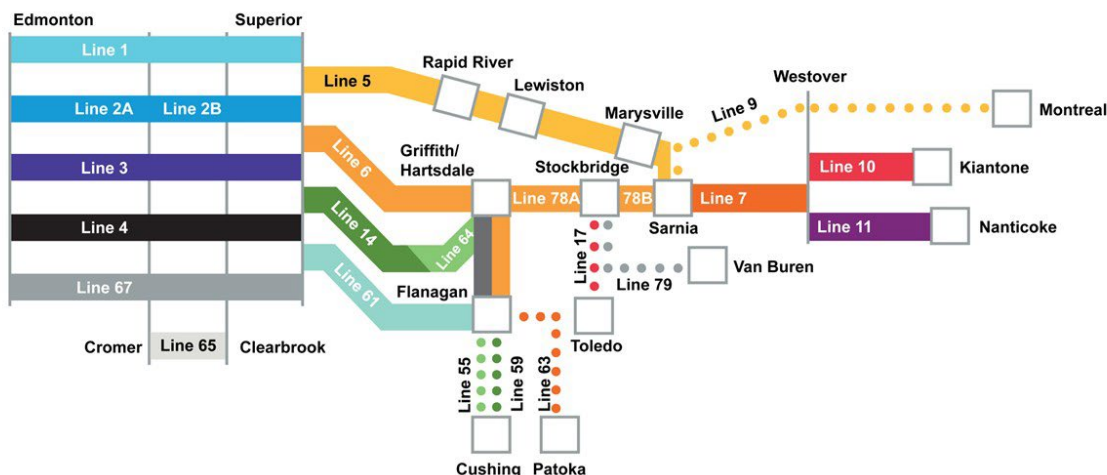 Edmonton
Superior
Line 1
Line 5
Rapid River
Lewiston
Marysville
Westover
Line 9
Montreal
Line 2A
Line 2B
Line 6
Griffith/
Hartsdale
Stockbridge
Line 10
Kiantone
Line 3
Line 78A
78B
Line 7
Sarnia
Line 14
Line 64
Line 4
Line 17
Line 11
Nanticoke
Van Buren
Line 79
Line 67
Line 61
Flanagan
Toledo
Cromer
Line 65
Clearbrook
Line 55
Line 59
Line 63
Cushing
Patoka